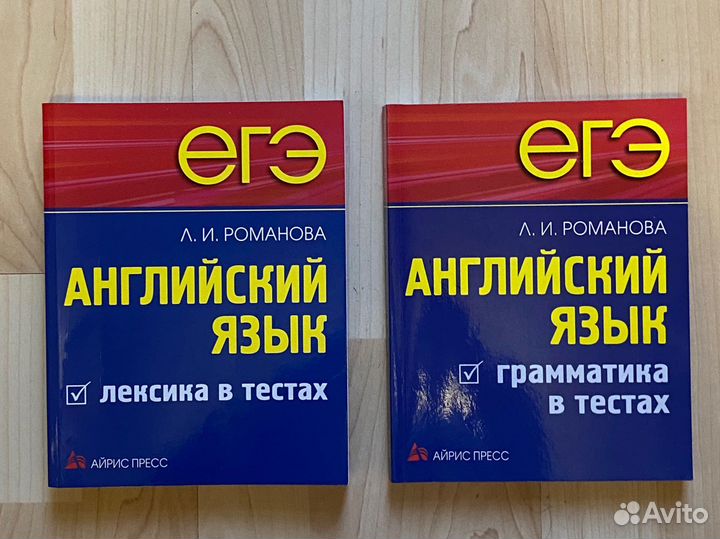 ЕГЭ
Л. И. РОМАНОВА
АНГЛИЙСКИЙ
ЯЗЫК
лексика в тестах
АЙРИС ПРЕСС
ЕГЭ
Л. И. РОМАНОВА
АНГЛИЙСКИЙ
ЯЗЫК
грамматика
в тестах
АЙРИС ПРЕСС
Avito